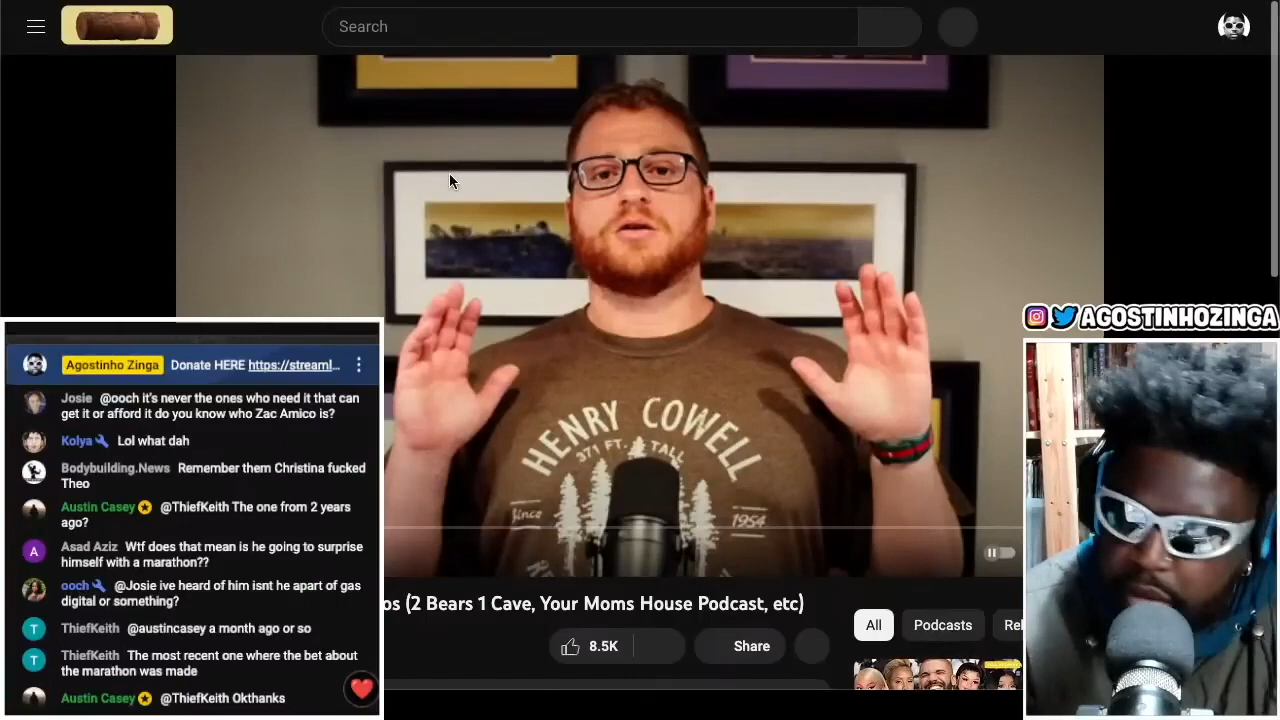 Search
HENRY COWELL
371 FT. TALL
Since
1954
AGOSTINHOZINGA
Agostinho Zinga Donate HERE https://streaml...
Josie @ooch it's never the ones who need it that can
get it or afford it do you know who Zac Amico is?
Kolya Lol what dah
Bodybuilding.News Remember them Christina fucked
Theo
Austin Casey @ThiefKeith The one from 2 years
ago?
A
Asad Aziz Wtf does that mean is he going to surprise
himself with a marathon??
ooch @Josie ive heard of him isnt he apart of gas
digital or something?
T
ThiefKeith @austincasey a month ago or so
T
ThiefKeith The most recent one where the bet about
the marathon was made
Austin Casey @ThiefKeith Okthanks
os (2 Bears 1 Cave, Your Moms House Podcast, etc)
8.5K
Share
All
Podcasts
Rel